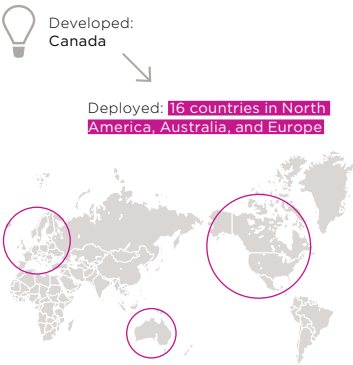 Developed:
Canada
Deployed: 16 countries in North
America, Australia, and Europe